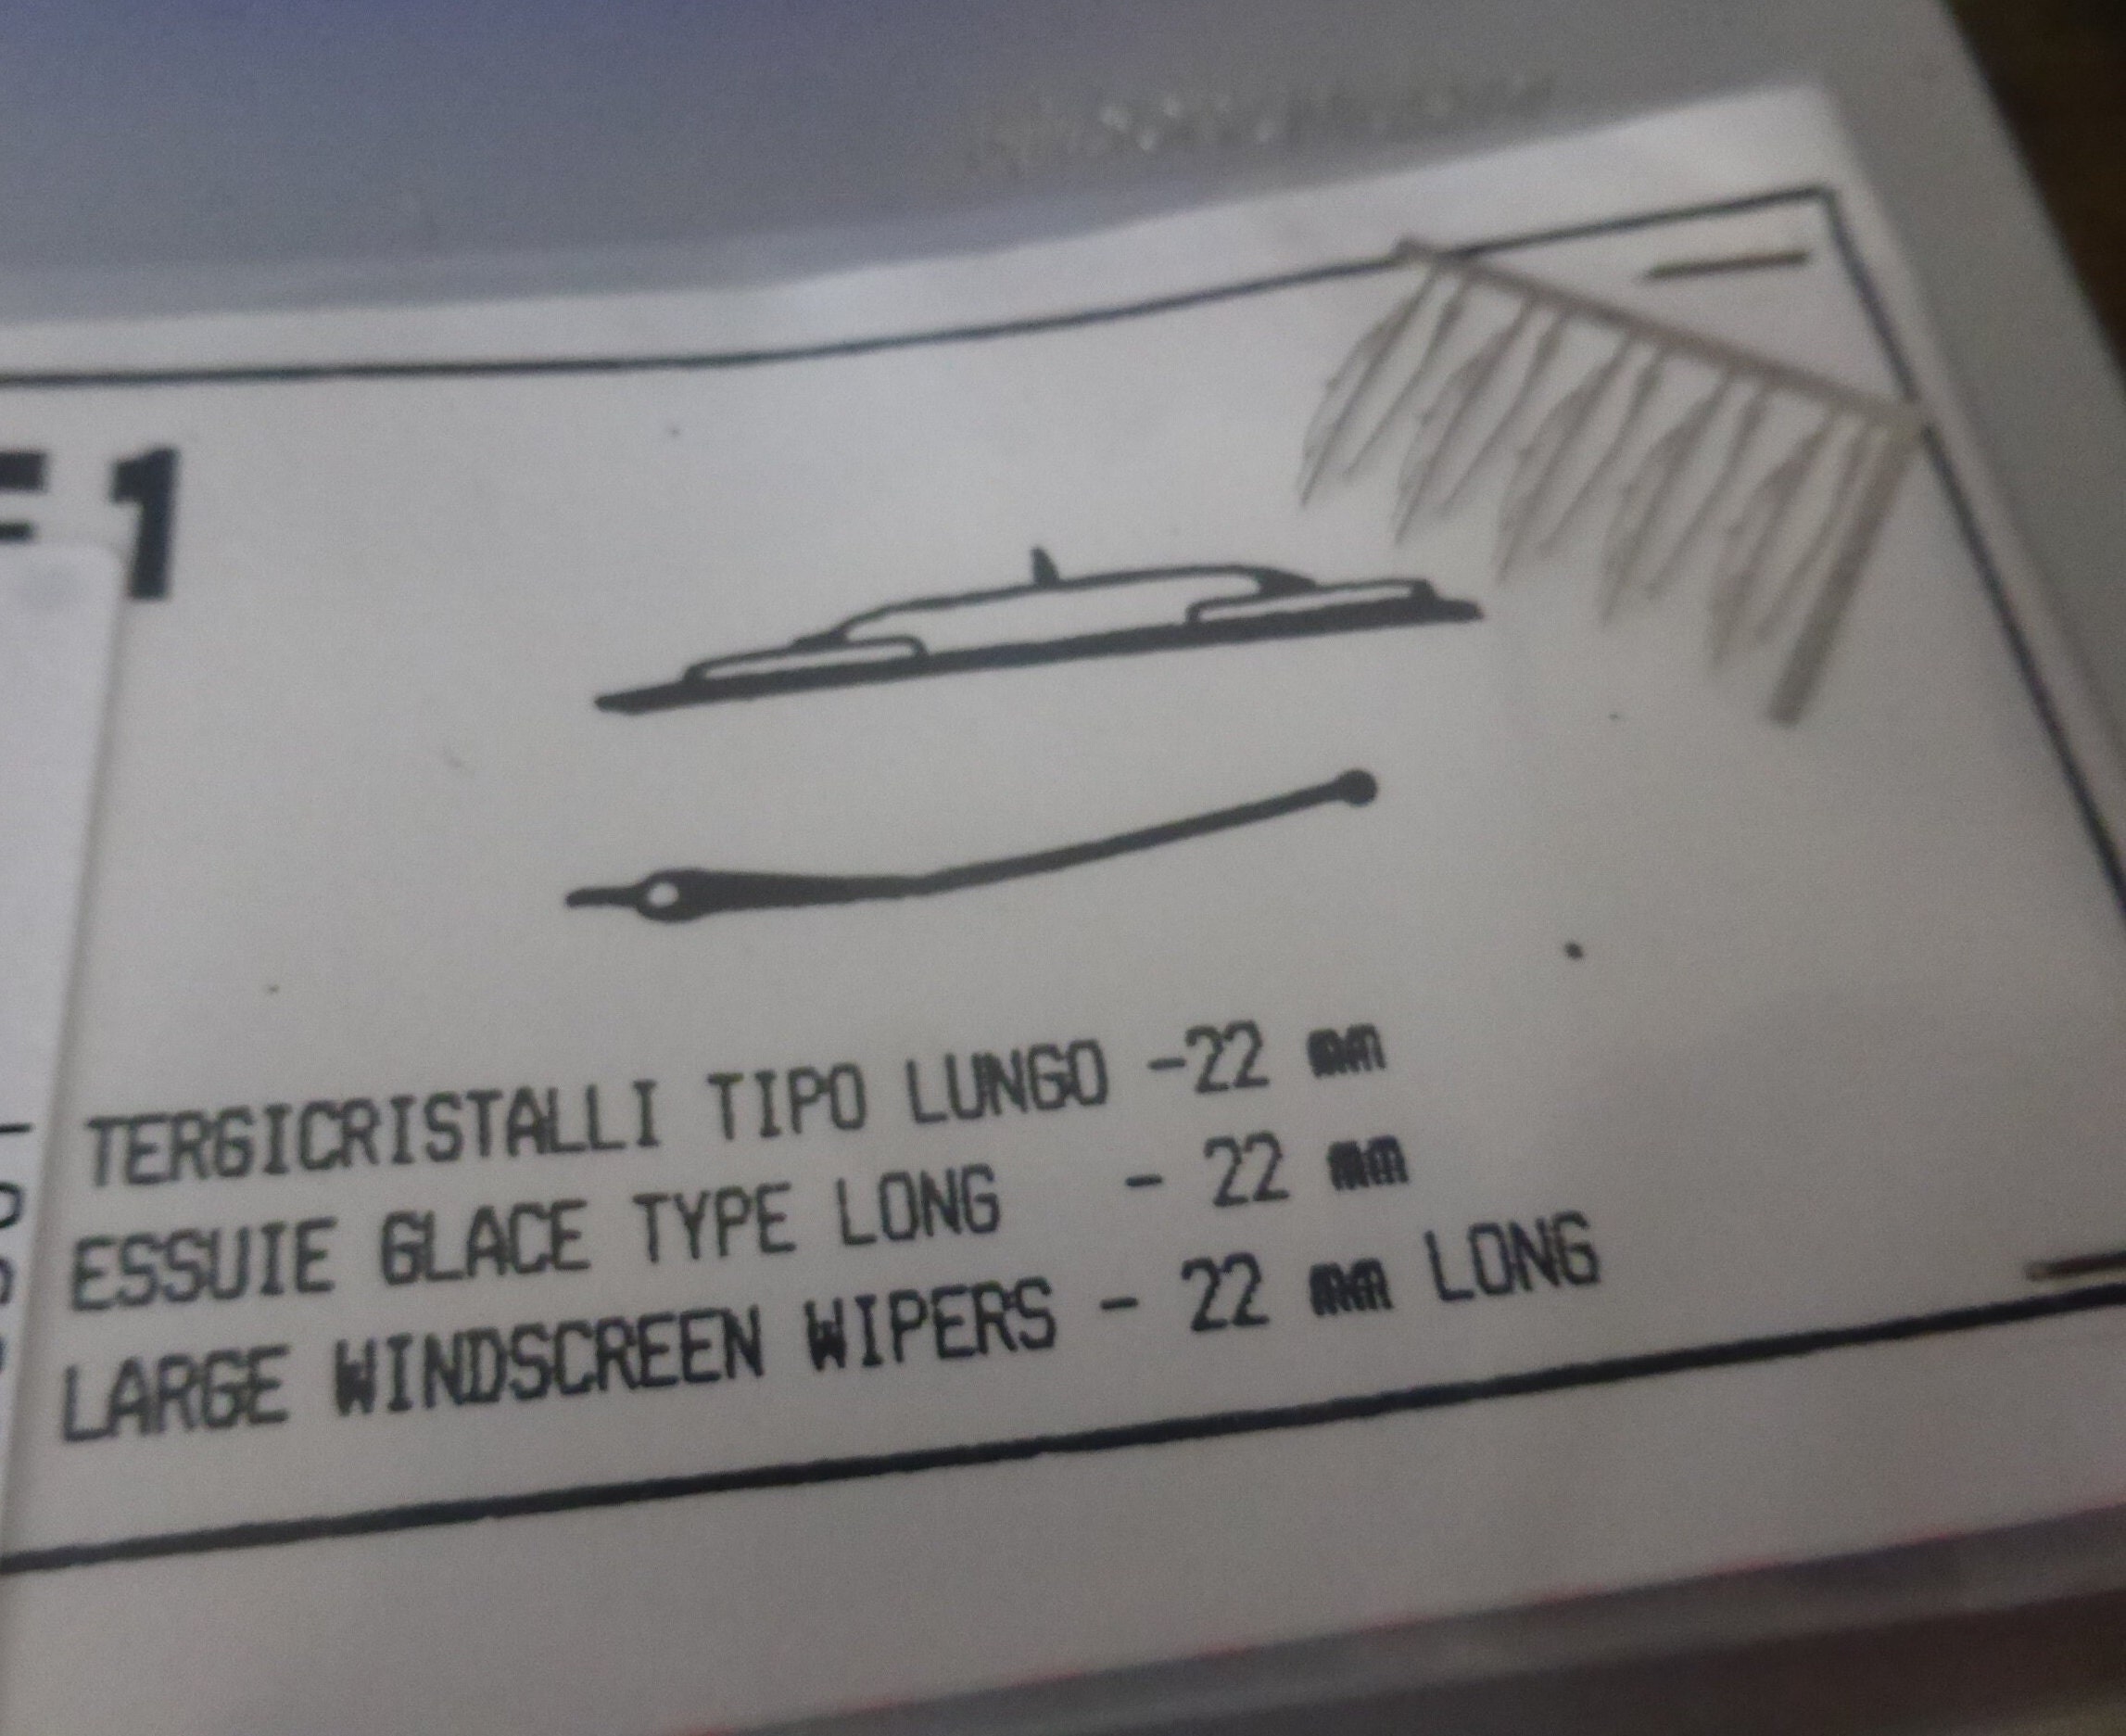 1
TERGICRISTALLI TIPO LUNGO -22 mm
ESSUIE GLACE TYPE LONG - 22 mm
LARGE WINDSCREEN WIPERS - 22 mm LONG